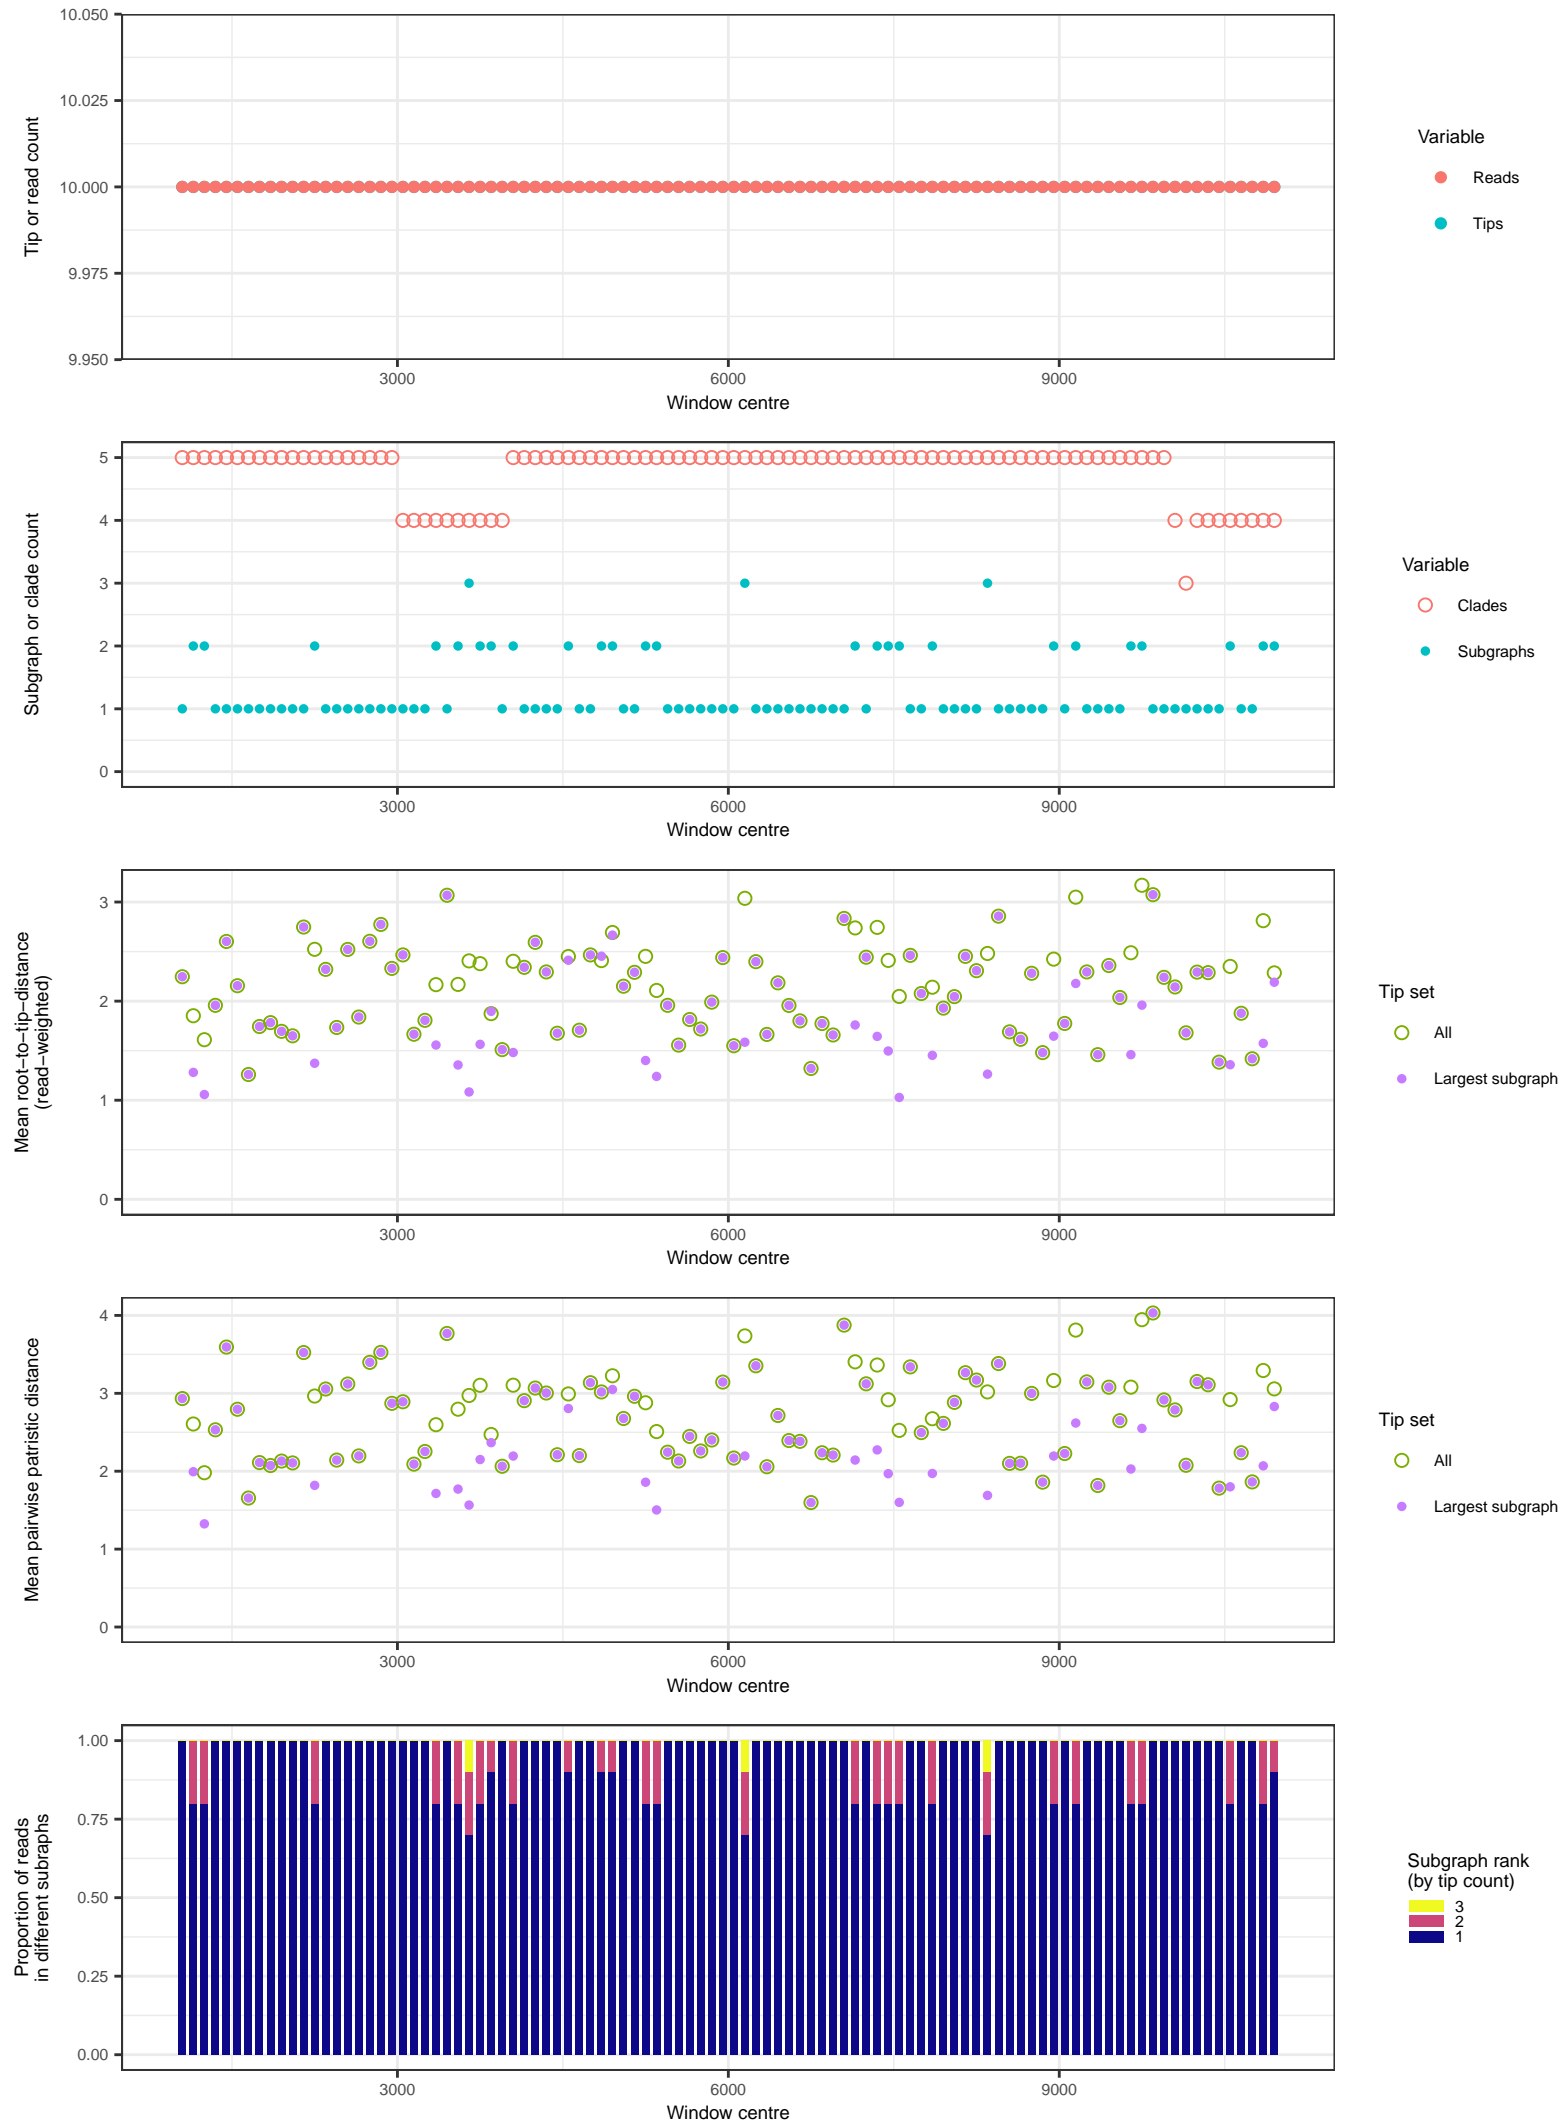 10.050
10.025
10.000
9.975
9.950
Tip or read count
3000
6000
9000
Window centre
Variable
Reads
Tips
5
4
3
2
1
0
Subgraph or clade count
3000
6000
9000
Window centre
Variable
Clades
Subgraphs
3
2
1
0
Mean root−to−tip−distance
(read−weighted)
3000
6000
9000
Window centre
Tip set
All
Largest subgraph
4
3
2
1
0
Mean pairwise patristic distance
3000
6000
9000
Window centre
Tip set
All
Largest subgraph
1.00
0.75
0.50
0.25
0.00
Proportion of reads
in different subraphs
3000
6000
9000
Window centre
Subgraph rank
(by tip count)
3
2
1